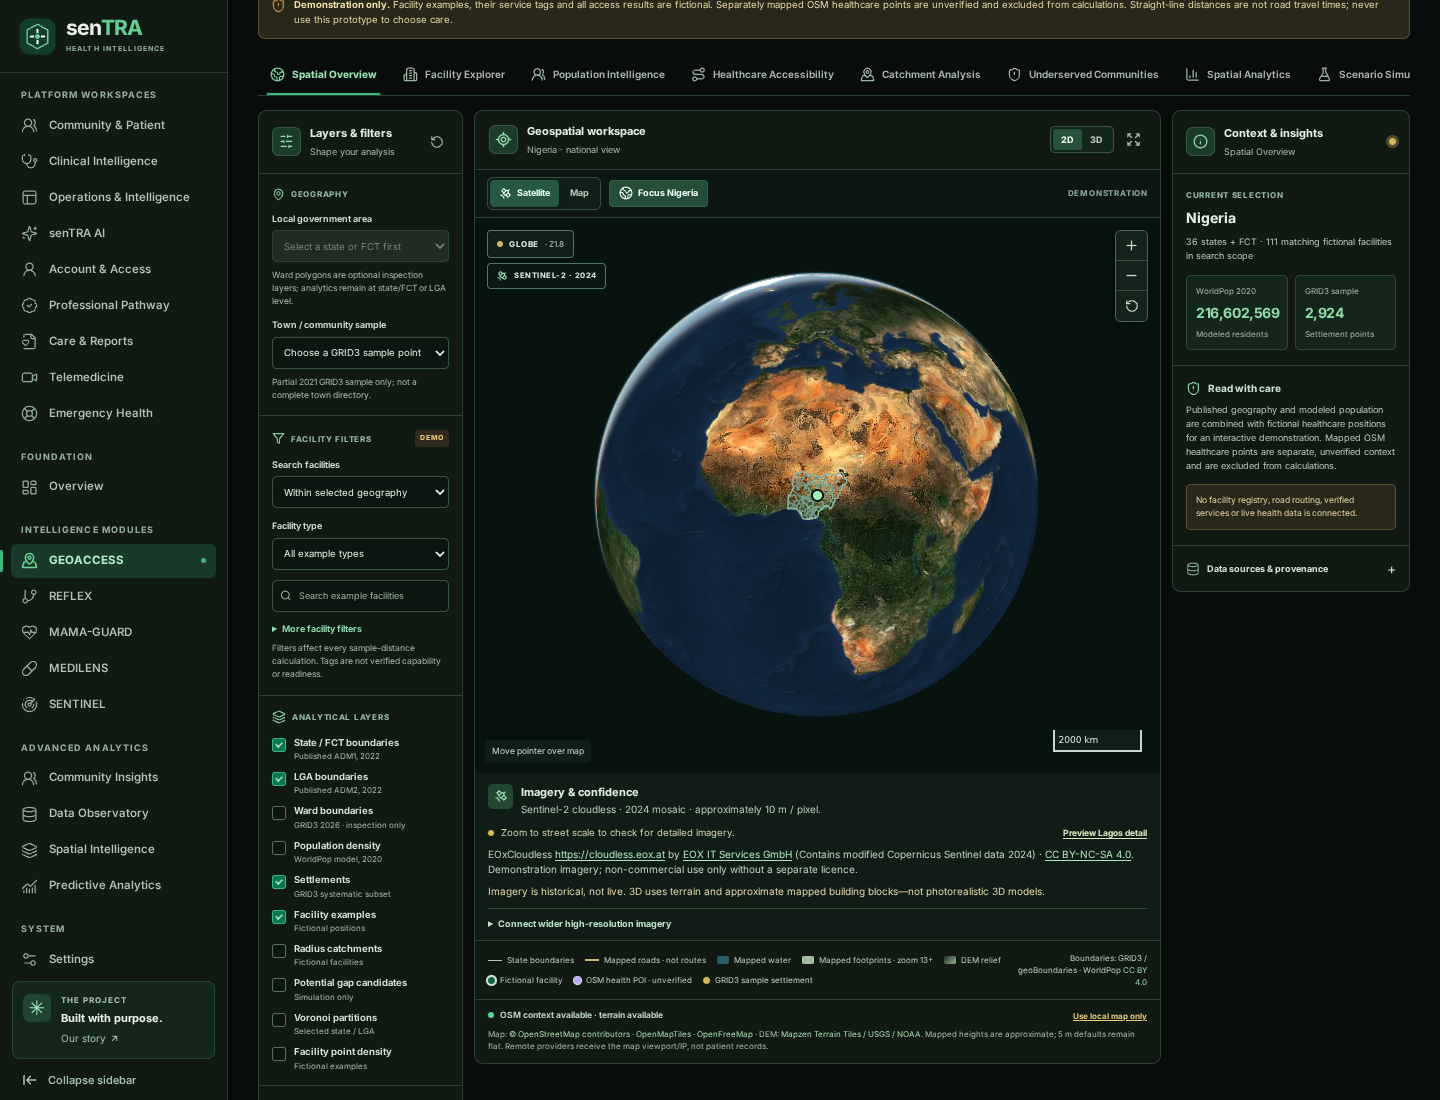 senTRA
HEALTH INTELLIGENCE
PLATFORM WORKSPACES
Community & Patient
Clinical Intelligence
Operations & Intelligence
senTRA AI
Account & Access
Professional Pathway
Care & Reports
Telemedicine
Emergency Health
FOUNDATION
Overview
INTELLIGENCE MODULES
GEOACCESS
REFLEX
MAMA-GUARD
MEDILENS
SENTINEL
ADVANCED ANALYTICS
Community Insights
Data Observatory
Spatial Intelligence
Predictive Analytics
SYSTEM
Settings
THE PROJECT
Built with purpose.
Our story ↗
Collapse sidebar
Demonstration only. Facility examples, their service tags and all access results are fictional. Separately mapped OSM healthcare points are unverified and excluded from calculations. Straight-line distances are not road travel times; never
use this prototype to choose care.
Spatial Overview
Facility Explorer
Population Intelligence
Healthcare Accessibility
Catchment Analysis
Underserved Communities
Spatial Analytics
Scenario Simu
Layers & filters
Shape your analysis
GEOGRAPHY
Local government area
Select a state or FCT first
Ward polygons are optional inspection
layers; analytics remain at state/FCT or LGA
level.
Town / community sample
Choose a GRID3 sample point
Partial 2021 GRID3 sample only; not a
complete town directory.
FACILITY FILTERS
DEMO
Search facilities
Within selected geography
Facility type
All example types
Search example facilities
More facility filters
Filters affect every sample-distance
calculation. Tags are not verified capability
or readiness.
ANALYTICAL LAYERS
State / FCT boundaries
Published ADM1, 2022
LGA boundaries
Published ADM2, 2022
Ward boundaries
GRID3 2026 · inspection only
Population density
WorldPop model, 2020
Settlements
GRID3 systematic subset
Facility examples
Fictional positions
Radius catchments
Fictional facilities
Potential gap candidates
Simulation only
Voronoi partitions
Selected state / LGA
Facility point density
Fictional examples
Geospatial workspace
Nigeria · national view
2D
3D
Satellite
Map
Focus Nigeria
DEMONSTRATION
GLOBE · Z1.8
SENTINEL-2 · 2024
+
−
Move pointer over map
2000 km
Imagery & confidence
Sentinel-2 cloudless · 2024 mosaic · approximately 10 m / pixel.
Zoom to street scale to check for detailed imagery.
Preview Lagos detail
EOxCloudless https://cloudless.eox.at by EOX IT Services GmbH (Contains modified Copernicus Sentinel data 2024) · CC BY-NC-SA 4.0.
Demonstration imagery; non-commercial use only without a separate licence.
Imagery is historical, not live. 3D uses terrain and approximate mapped building blocks—not photorealistic 3D models.
Connect wider high-resolution imagery
State boundaries
Mapped roads · not routes
Mapped water
Mapped footprints · zoom 13+
DEM relief
Fictional facility
OSM health POI · unverified
GRID3 sample settlement
Boundaries: GRID3 /
geoBoundaries · WorldPop CC BY
4.0
OSM context available · terrain available
Use local map only
Map: © OpenStreetMap contributors · OpenMapTiles · OpenFreeMap · DEM: Mapzen Terrain Tiles / USGS / NOAA. Mapped heights are approximate; 5 m defaults remain
flat. Remote providers receive the map viewport/IP, not patient records.
Context & insights
Spatial Overview
CURRENT SELECTION
Nigeria
36 states + FCT · 111 matching fictional facilities
in search scope
WorldPop 2020
216,602,569
Modeled residents
GRID3 sample
2,924
Settlement points
Read with care
Published geography and modeled population
are combined with fictional healthcare positions
for an interactive demonstration. Mapped OSM
healthcare points are separate, unverified context
and are excluded from calculations.
No facility registry, road routing, verified
services or live health data is connected.
Data sources & provenance
+